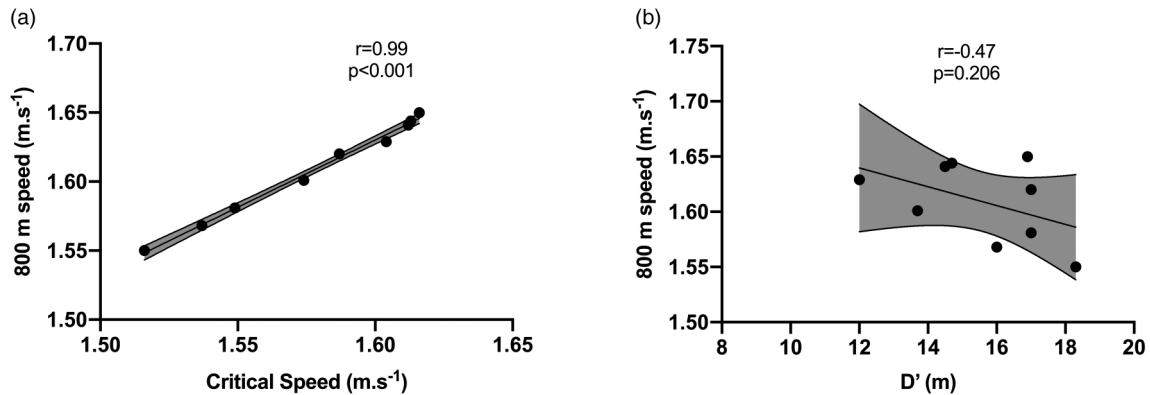 (a)
r=0.99
p<0.001
1.70
1.65
1.60
1.55
1.50
800 m speed (m.s-1)
1.50 1.55 1.60 1.65
Critical Speed (m.s-1)
(b)
r=-0.47
p=0.206
1.75
1.70
1.65
1.60
1.55
1.50
800 m speed (m.s-1)
8 10 12 14 16 18 20
D’ (m)